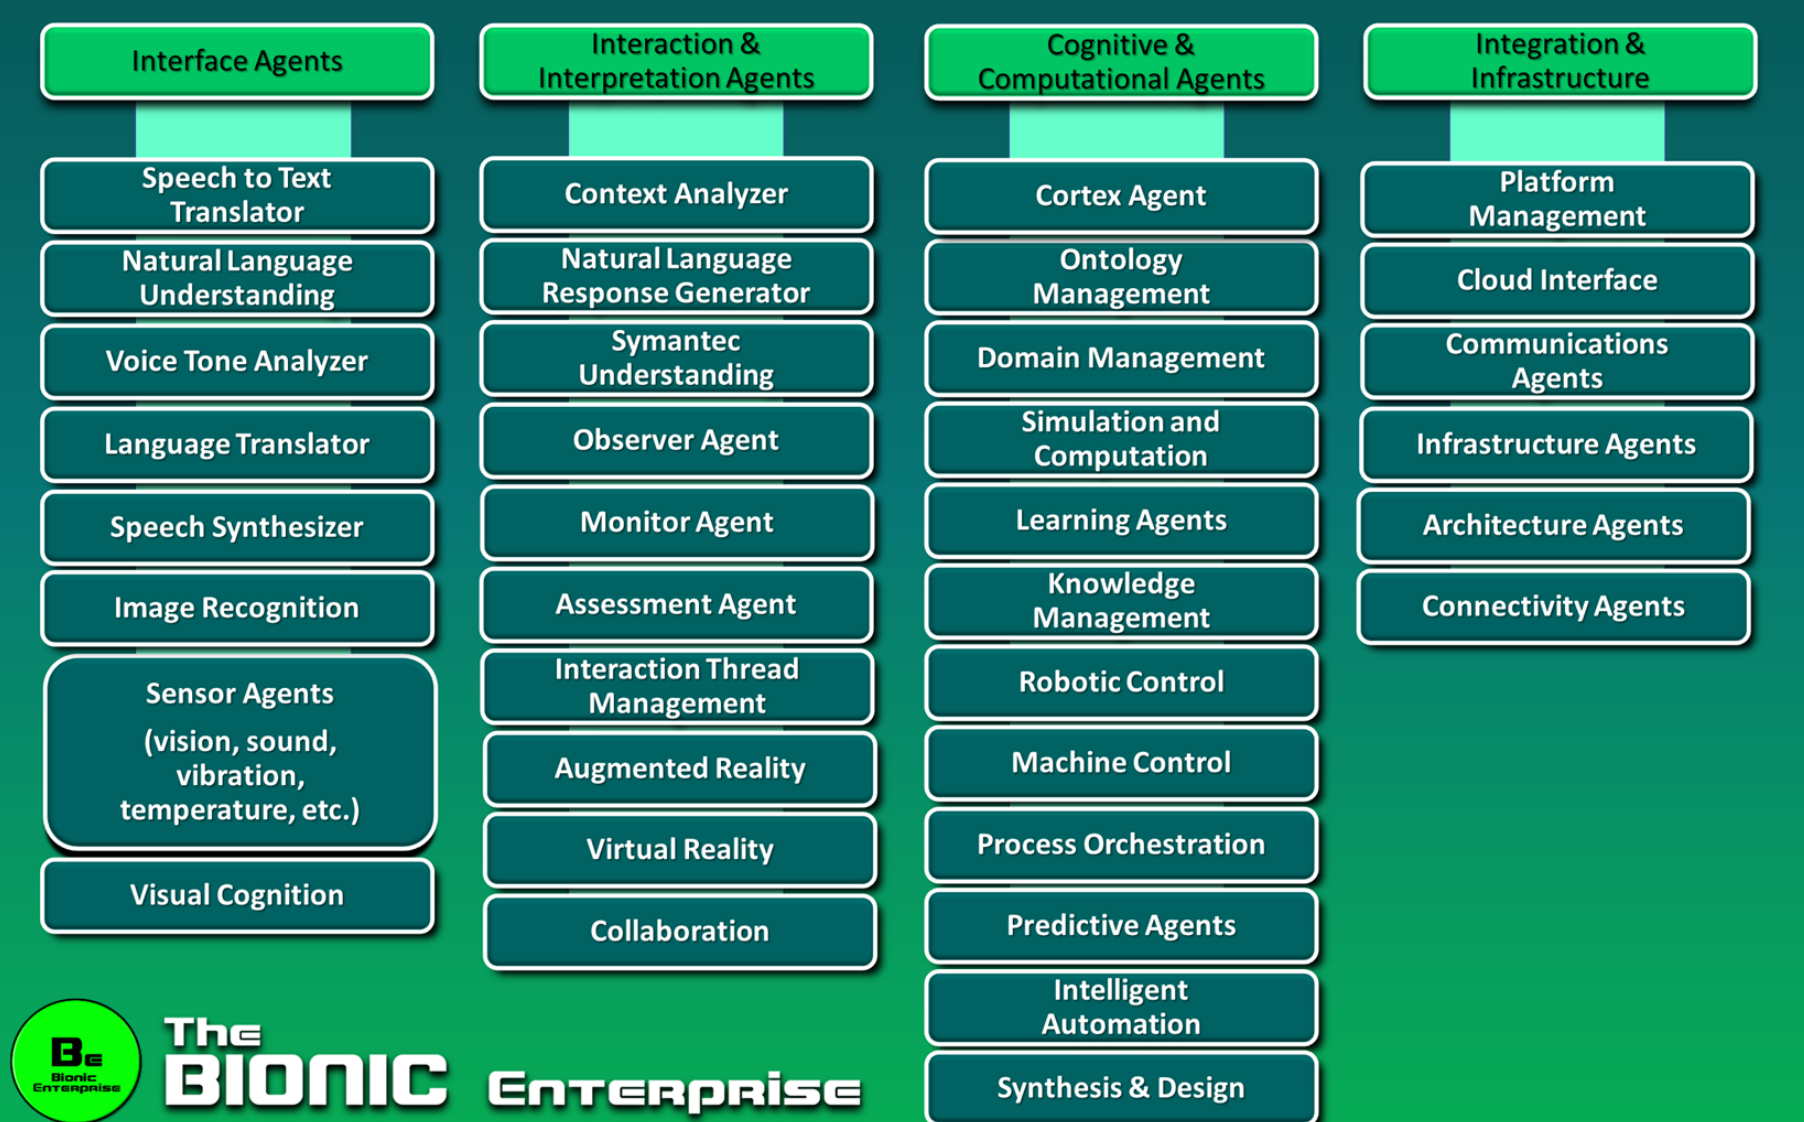 Interface Agents
Speech to Text
Translator
Natural Language
Understanding
Voice Tone Analyzer
Language Translator
Speech Synthesizer
Image Recognition
Sensor Agents
(vision, sound,
vibration,
temperature, etc.)
Visual Cognition
Interaction &
Interpretation Agents
Context Analyzer
Natural Language
Response Generator
Symantec
Understanding
Observer Agent
Monitor Agent
Assessment Agent
Interaction Thread
Management
Augmented Reality
Virtual Reality
Collaboration
Cognitive &
Computational Agents
Cortex Agent
Ontology
Management
Domain Management
Simulation and
Computation
Learning Agents
Knowledge
Management
Robotic Control
Machine Control
Process Orchestration
Predictive Agents
Intelligent
Automation
Synthesis & Design
Integration &
Infrastructure
Platform
Management
Cloud Interface
Communications
Agents
Infrastructure Agents
Architecture Agents
Connectivity Agents
Be
Bionic
Enterprise
The
BIONIC Enterprise